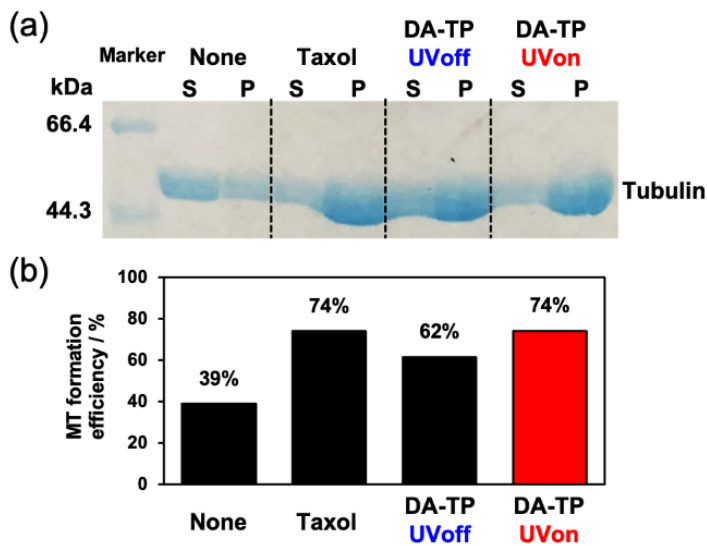 (a)
Marker None Taxol DA-TP UVoff DA-TP UVon
kDa S P S P S P S P
66.4
44.3 Tubulin
(b)
MT formation efficiency / %
100
80
60
40
20
0
39% 74% 62% 74%
None Taxol DA-TP UVoff DA-TP UVon